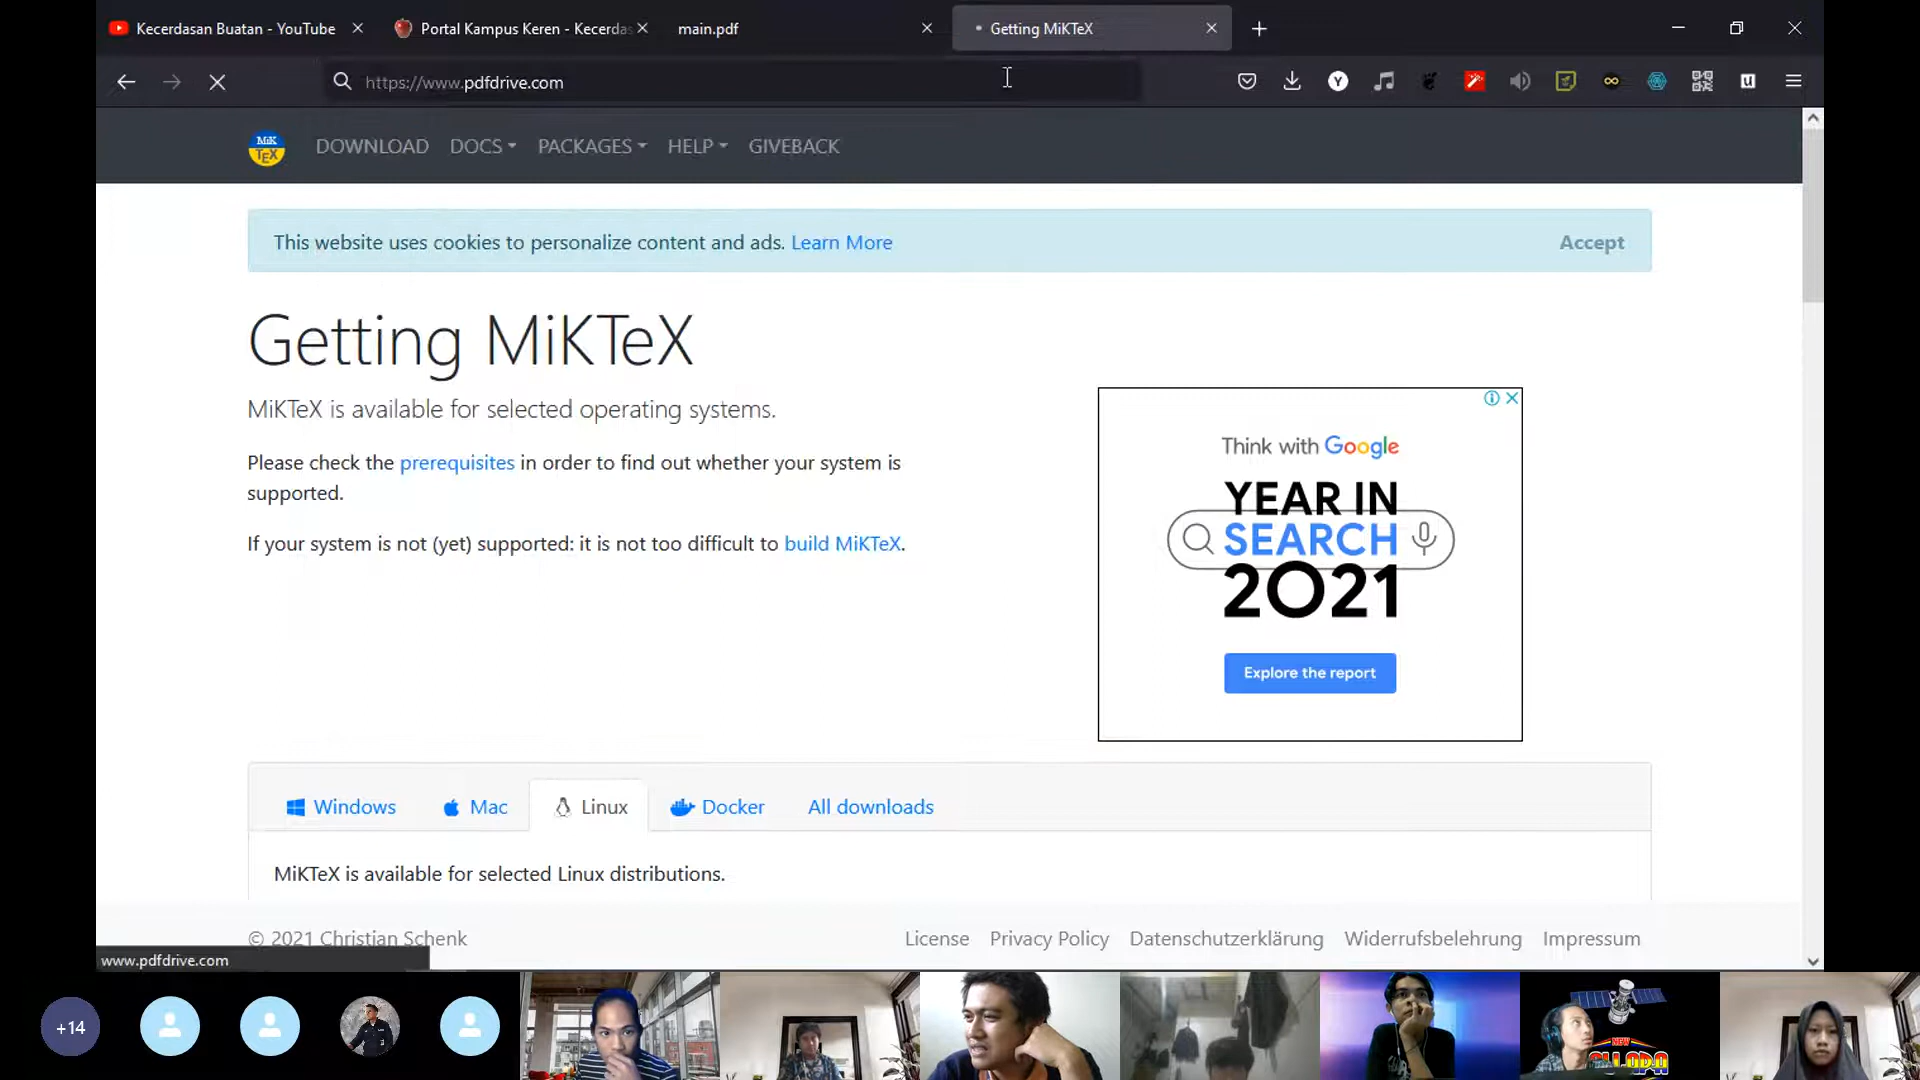 Kecerdasan Buatan - YouTube
Portal Kampus Keren - Kecerdas
main.pdf
Getting MiKTeX
https://www.pdfdrive.com
MiK
TEX
DOWNLOAD DOCS PACKAGES HELP GIVEBACK
This website uses cookies to personalize content and ads. Learn More
Accept
Getting MiKTeX
MiKTeX is available for selected operating systems.
Please check the prerequisites in order to find out whether your system is
supported.
If your system is not (yet) supported: it is not too difficult to build MiKTeX.
Think with Google
YEAR IN
SEARCH
2021
Explore the report
Windows Mac Linux Docker All downloads
MiKTeX is available for selected Linux distributions.
© 2021 Christian Schenk
License Privacy Policy Datenschutzerklärung Widerrufsbelehrung Impressum
www.pdfdrive.com
+14
NEW